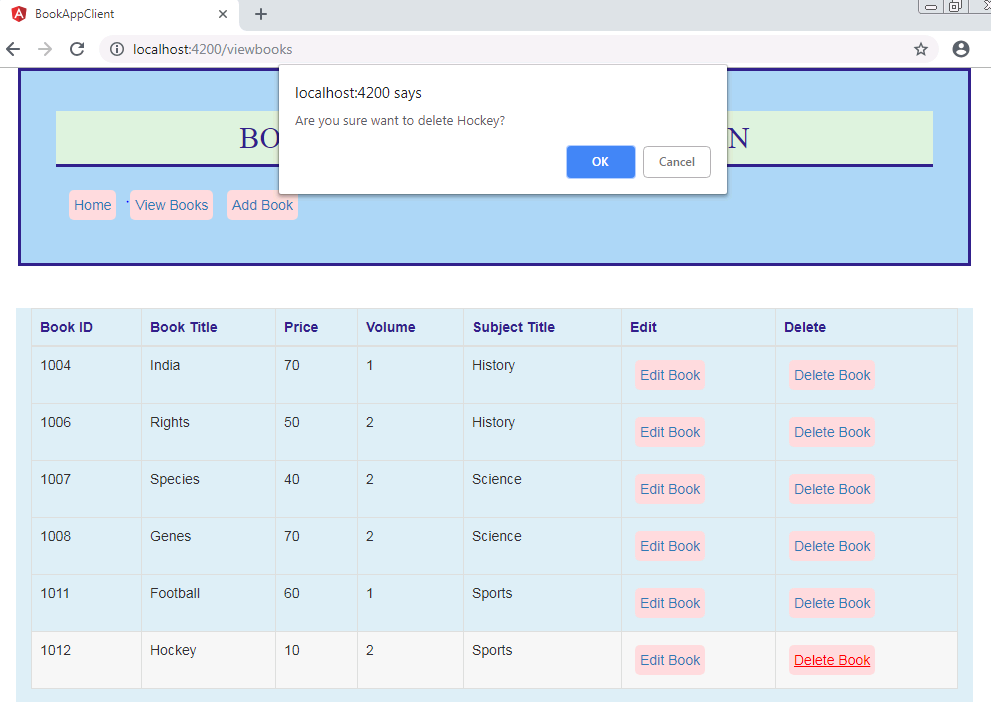 BookAppClient
localhost:4200/viewbooks
localhost:4200 says
Are you sure want to delete Hockey?
OK Cancel
Home View Books Add Book
Book ID Book Title Price Volume Subject Title Edit Delete
1004 India 70 1 History Edit Book Delete Book
1006 Rights 50 2 History Edit Book Delete Book
1007 Species 40 2 Science Edit Book Delete Book
1008 Genes 70 2 Science Edit Book Delete Book
1011 Football 60 1 Sports Edit Book Delete Book
1012 Hockey 10 2 Sports Edit Book Delete Book